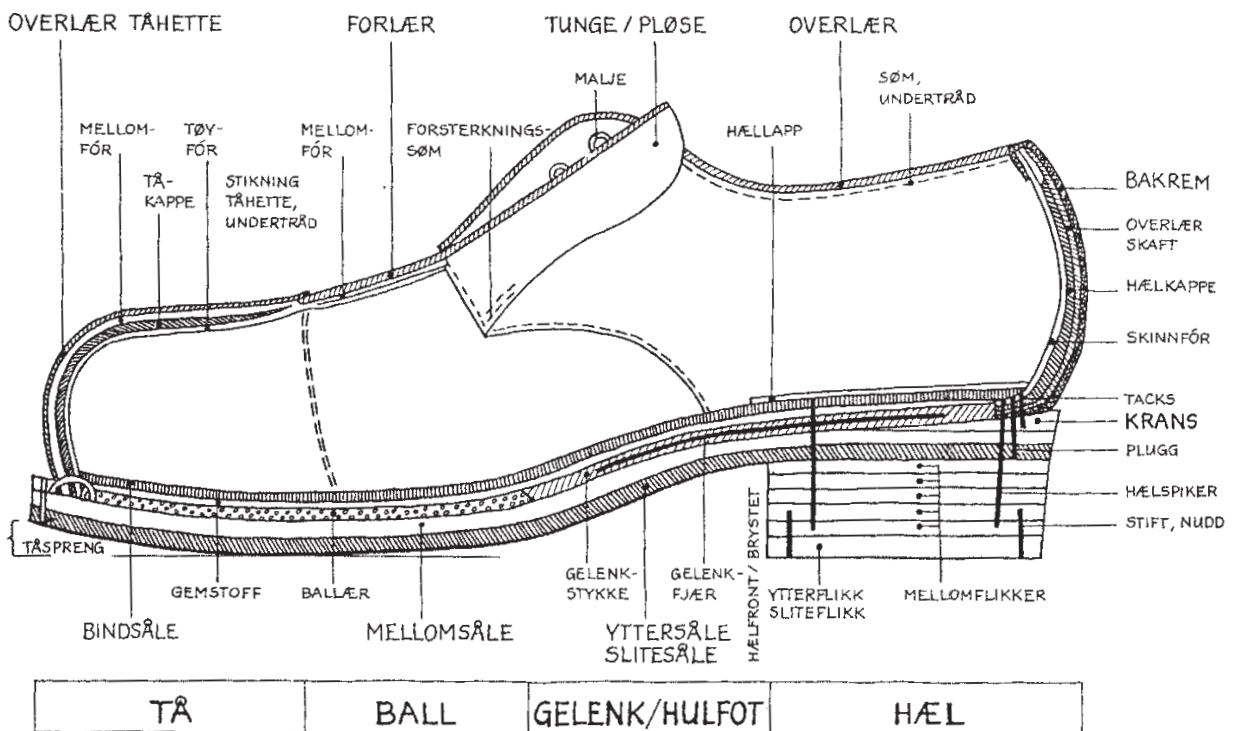 OVERLÆR TÅHETTE
FORLÆR
TUNGE / PLØSE
OVERLÆR
MALJE
SØM,
UNDERTRÅD
MELLOM-
FÓR
TØY-
FÓR
MELLOM-
FÓR
FORSTERKNINGS-
SØM
HÆLLAPP
TÅ-
KAPPE
STIKNING
TÅHETTE,
UNDERTRÅD
BAKREM
OVERLÆR
SKAFT
HÆLKAPPE
SKINNFÓR
TACKS
KRANS
PLUGG
HÆLSPIKER
STIFT, NUDD
TÅSPRENG
GEMSTOFF
BALLÆR
GELENK-
STYKKE
GELENK-
FJÆR
HÆLFRONT / BRYSTET
YTTERFLIKK
SLITEFLIKK
MELLOMFLIKKER
BINDSÅLE
MELLOMSÅLE
YTTERSÅLE
SLITESÅLE
TÅ
BALL
GELENK/HULFOT
HÆL